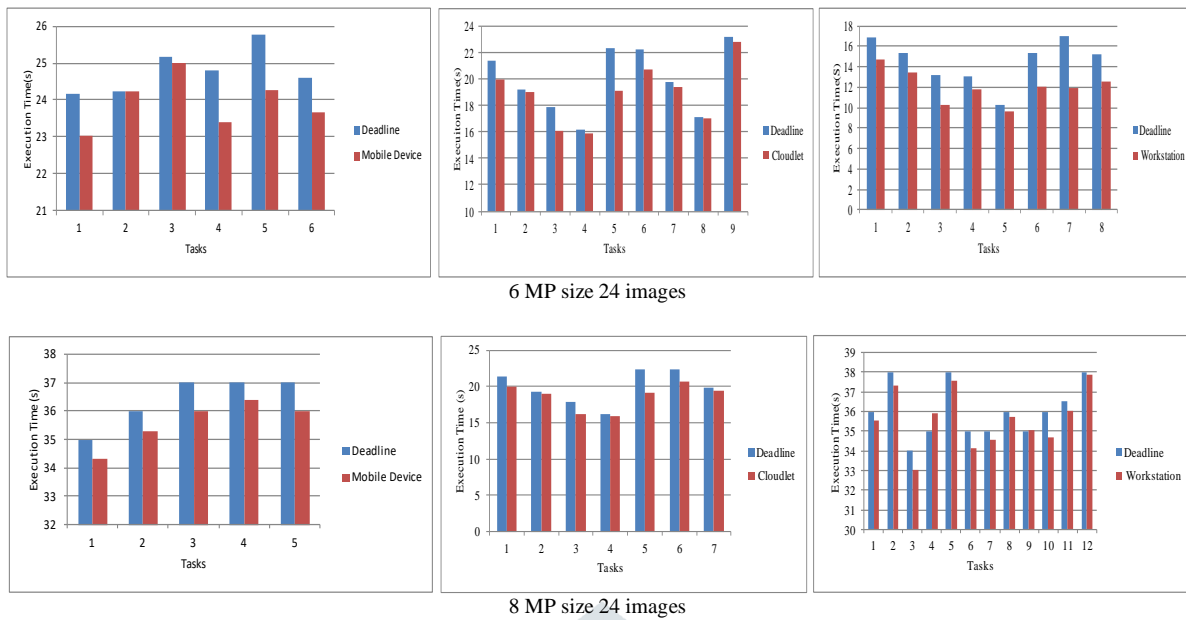 26
25
24
23
22
21
Execution Time(s)
1 2 3 4 5 6
Tasks
Deadline
Mobile Device
24
22
20
18
16
14
12
10
Execuiton Time(s)
1 2 3 4 5 6 7 8 9
Tasks
Deadline
Cloudlet
18
16
14
12
10
8
6
4
2
0
Execution Time(S)
1 2 3 4 5 6 7 8
Tasks
Deadline
Workstation
6 MP size 24 images
38
37
36
35
34
33
32
Execution Time (s)
1 2 3 4 5
Tasks
Deadline
Mobile Device
25
20
15
10
5
0
Execution Time (s)
1 2 3 4 5 6 7
Tasks
Deadline
Cloudlet
39
38
37
36
35
34
33
32
31
30
Execution Time(s)
1 2 3 4 5 6 7 8 9 10 11 12
Tasks
Deadline
Workstation
8 MP size 24 images